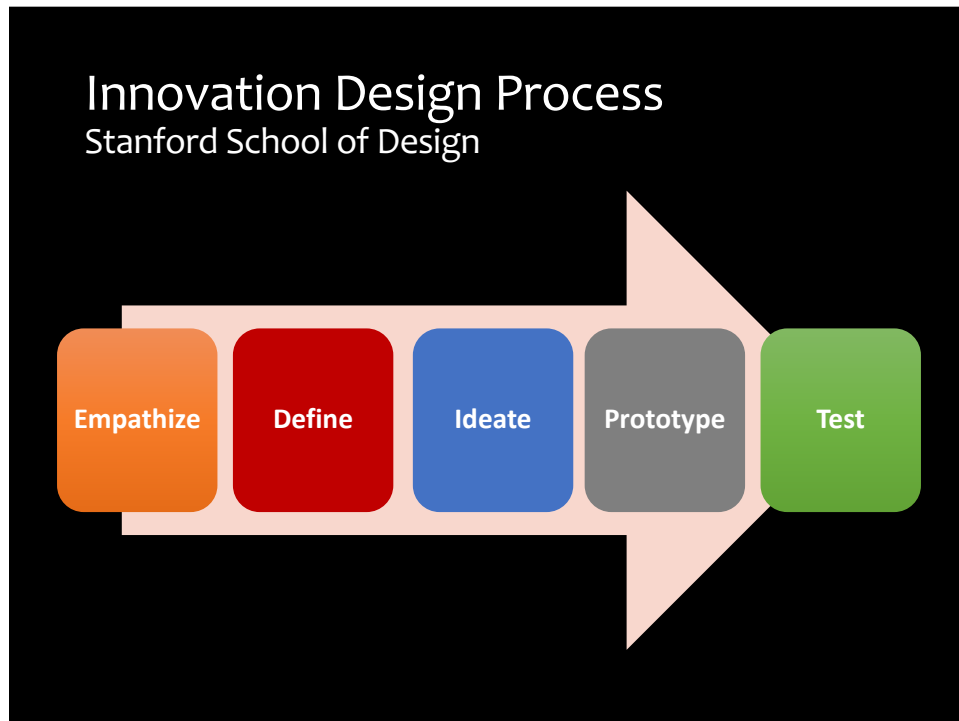 Innovation Design Process
Stanford School of Design
Empathize
Define
Ideate
Prototype
Test